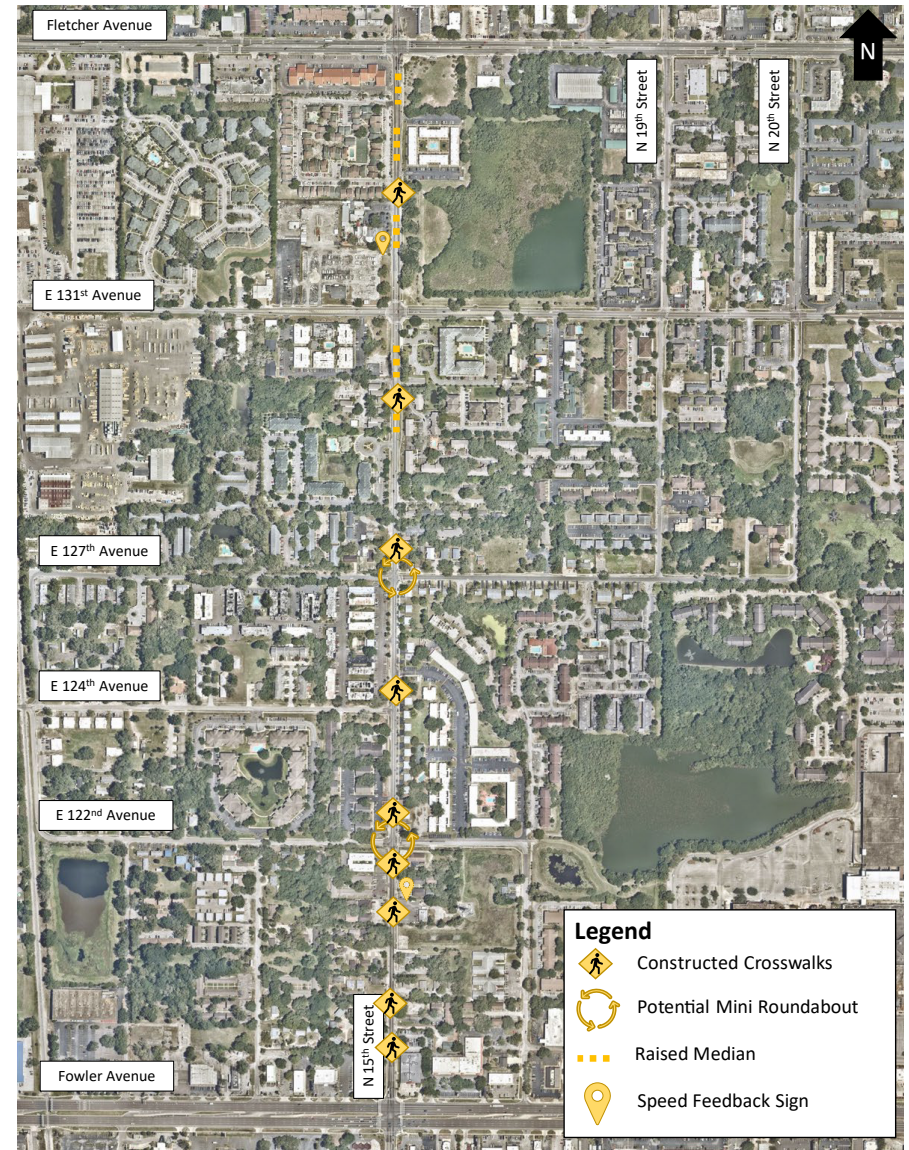 Fletcher Avenue
N
N 19th Street
N 20th Street
E 131st Avenue
E 127th Avenue
E 124th Avenue
E 122nd Avenue
N 15th Street
Fowler Avenue
Legend
Constructed Crosswalks
Potential Mini Roundabout
Raised Median
Speed Feedback Sign